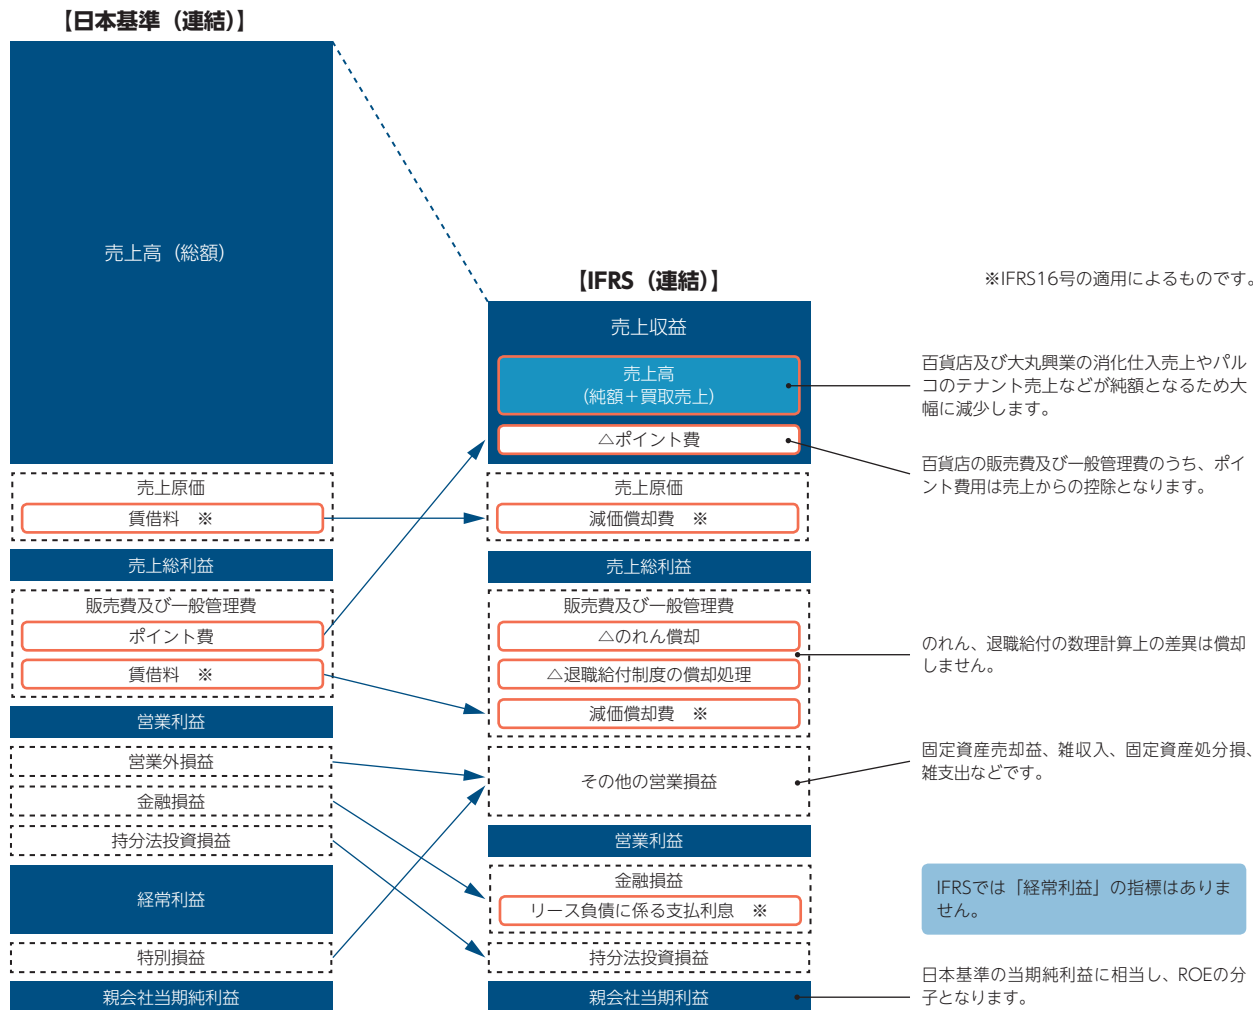 【日本基準（連結）】
売上高（総額）
売上原価
賃借料　※
売上総利益
販売費及び一般管理費
ポイント費
賃借料　※
営業利益
営業外損益
金融損益
持分法投資損益
経常利益
特別損益
親会社当期純利益
【IFRS（連結）】
売上収益
売上高
（純額＋買取売上）
△ポイント費
売上原価
減価償却費　※
売上総利益
販売費及び一般管理費
△のれん償却
△退職給付制度の償却処理
減価償却費　※
その他の営業損益
営業利益
金融損益
リース負債に係る支払利息　※
持分法投資損益
親会社当期利益
※IFRS16号の適用によるものです。
百貨店及び大丸興業の消化仕入売上やパル
コのテナント売上などが純額となるため大
幅に減少します。
百貨店の販売費及び一般管理費のうち、ポイ
ント費用は売上からの控除となります。
のれん、退職給付の数理計算上の差異は償却
しません。
固定資産売却益、雑収入、固定資産処分損、
雑支出などです。
IFRSでは「経常利益」の指標はありま
せん。
日本基準の当期純利益に相当し、ROEの分
子となります。